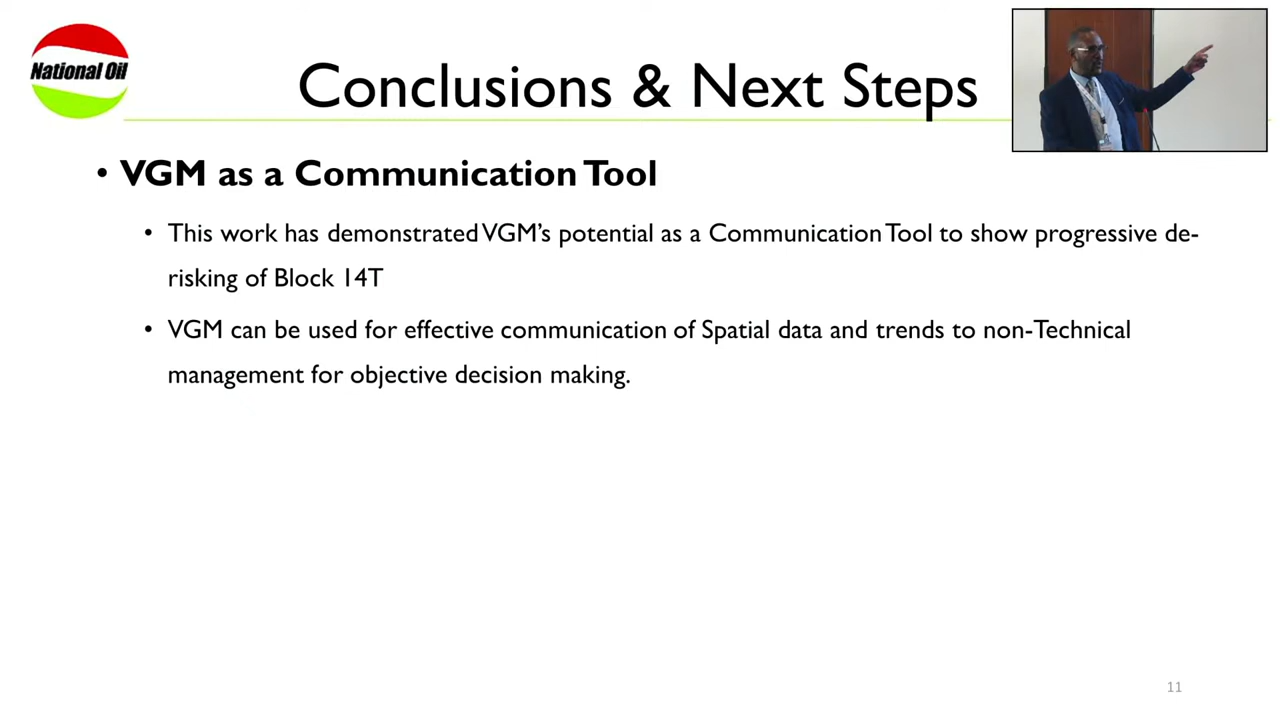 National Oil
Conclusions & Next Steps
• VGM as a Communication Tool
• This work has demonstrated VGM's potential as a Communication Tool to show progressive de-
risking of Block 14T
• VGM can be used for effective communication of Spatial data and trends to non-Technical
management for objective decision making.
11